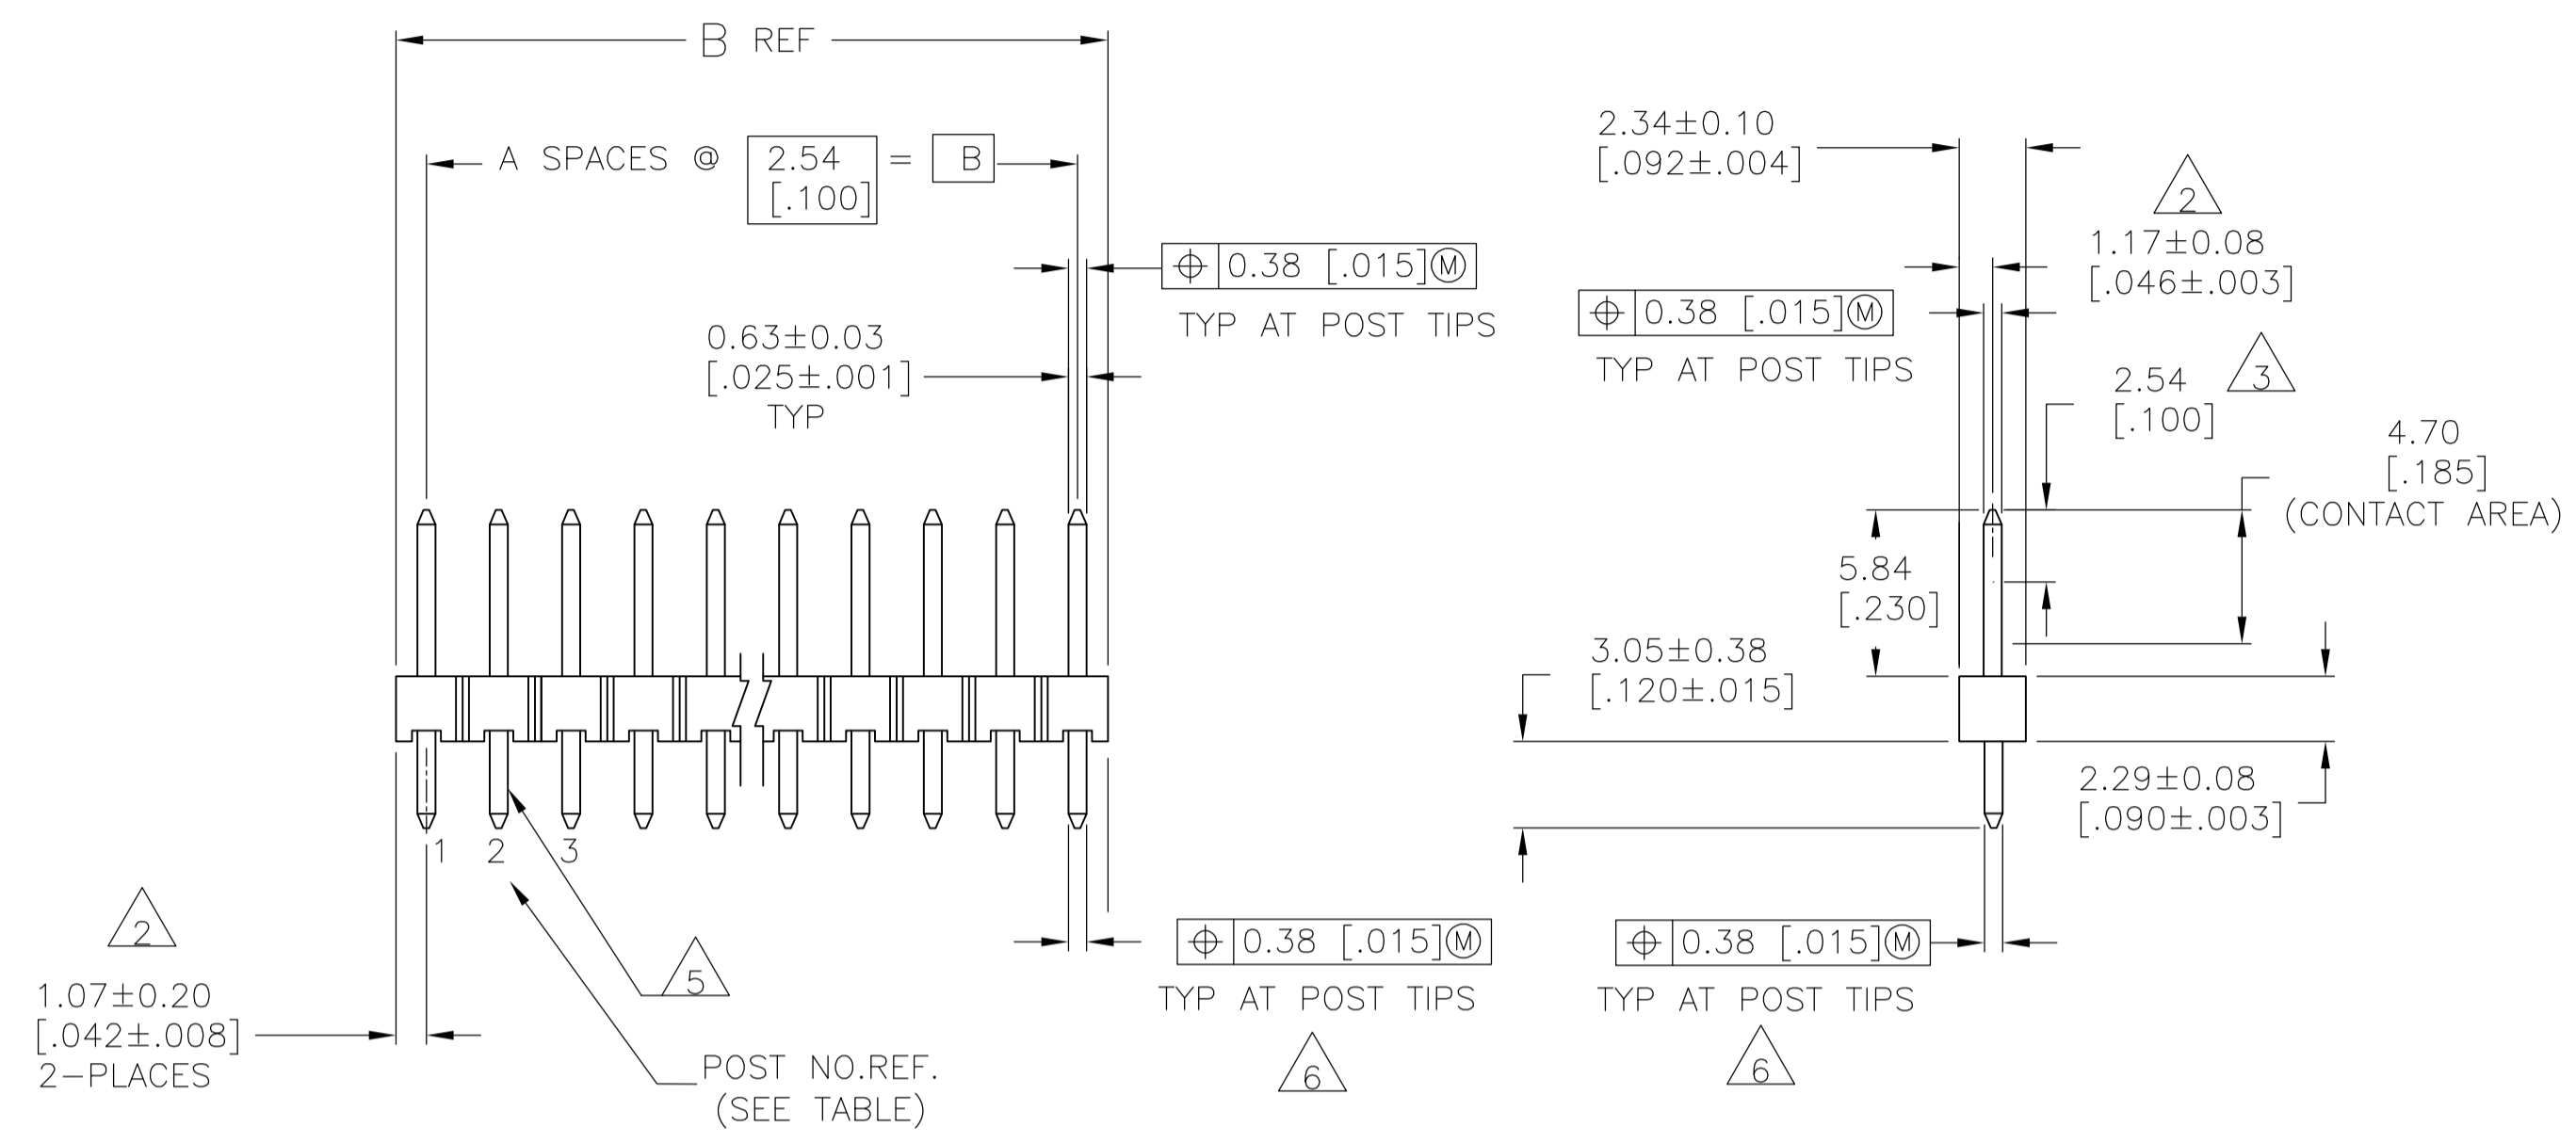 B REF
A SPACES @ 2.54 = B
[.100]
0.38 [.015]Ⓜ
TYP AT POST TIPS
0.63±0.03
[.025±.001]
TYP
1 2 3
2
1.07±0.20
[.042±.008]
2-PLACES
5
POST NO.REF.
(SEE TABLE)
0.38 [.015]Ⓜ
TYP AT POST TIPS
6
2.34±0.10
[.092±.004]
2
1.17±0.08
[.046±.003]
0.38 [.015]Ⓜ
TYP AT POST TIPS
3
2.54
[.100]
4.70
[.185]
(CONTACT AREA)
5.84
[.230]
3.05±0.38
[.120±.015]
2.29±0.08
[.090±.003]
0.38 [.015]Ⓜ
TYP AT POST TIPS
6